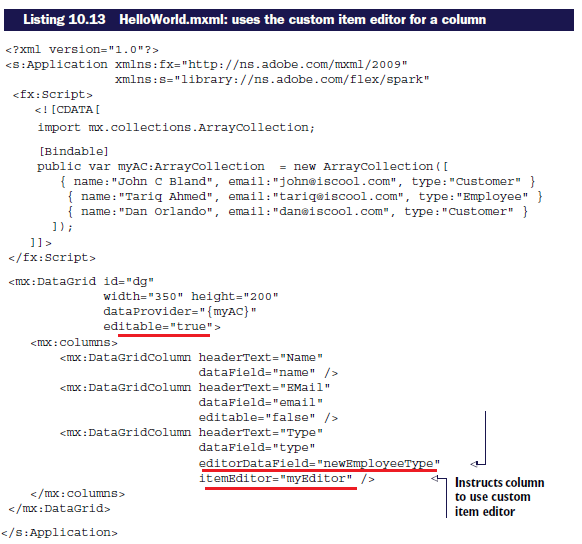 Listing 10.13 HelloWorld.mxml: uses the custom item editor for a column
<?xml version="1.0"?>
<s:Application xmlns:fx="http://ns.adobe.com/mxml/2009"
xmlns:s="library://ns.adobe.com/flex/spark"
<fx:Script>
<![CDATA[
import mx.collections.ArrayCollection;
[Bindable]
public var myAC:ArrayCollection = new ArrayCollection([
{ name:"John C Bland", email:"john@iscool.com", type:"Customer" }
{ name:"Tariq Ahmed", email:"tariq@iscool.com", type:"Employee" }
{ name:"Dan Orlando", email:"dan@iscool.com", type:"Customer" }
]);
]]>
</fx:Script>
<mx:DataGrid id="dg"
width="350" height="200"
dataProvider="{myAC}"
editable="true">
<mx:columns>
<mx:DataGridColumn headerText="Name"
dataField="name" />
<mx:DataGridColumn headerText="EMail"
dataField="email"
editable="false" />
<mx:DataGridColumn headerText="Type"
dataField="type"
editorDataField="newEmployeeType"
itemEditor="myEditor" />
Instructs column
to use custom
item editor
</mx:columns>
</mx:DataGrid>
</s:Application>